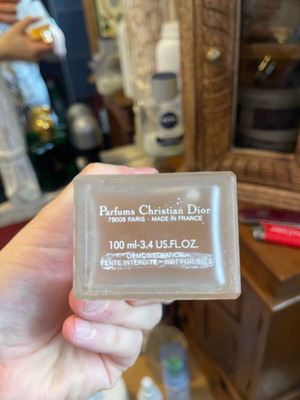 Parfums Christian Dior
75008 PARIS - MADE IN FRANCE
100 ml-3.4 US.FL.OZ.
DEMONSTRATION
VENTE INTERDITE - NOT FOR SALE
NIVEA